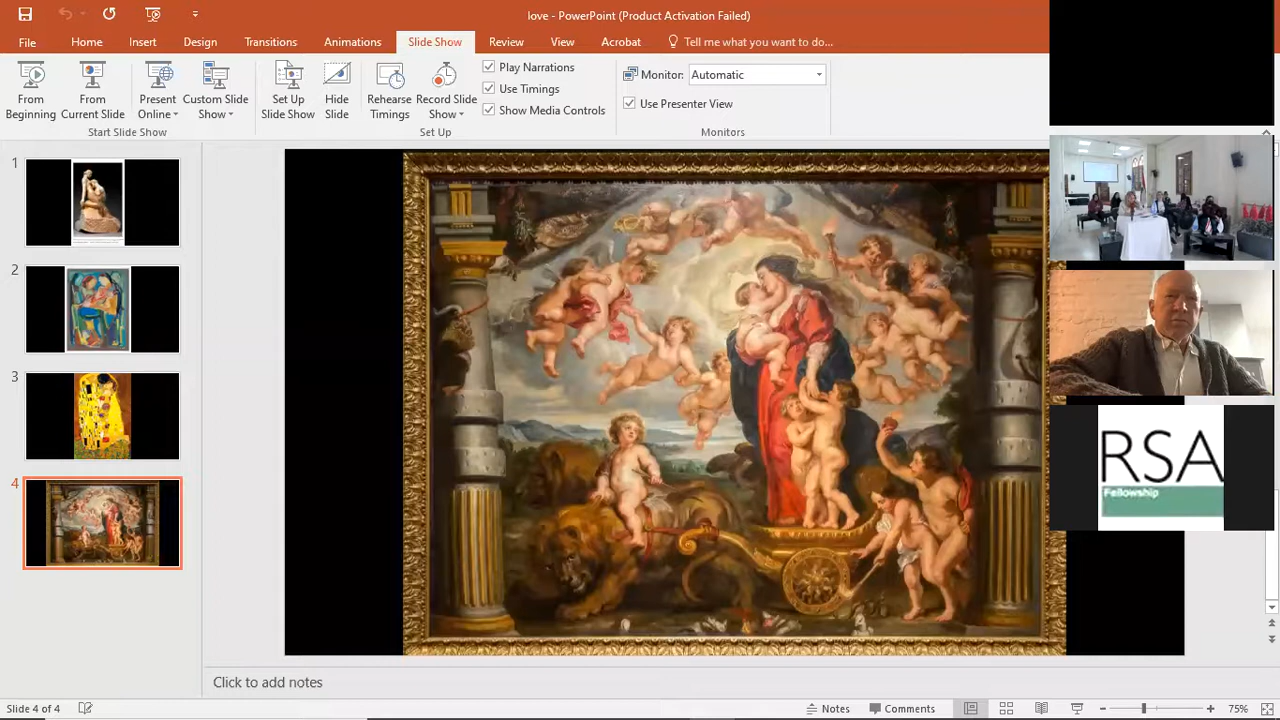 love - PowerPoint (Product Activation Failed)
File Home Insert Design Transitions Animations Slide Show Review View Acrobat Tell me what you want to do...
From Beginning
From Current Slide
Present Online
Custom Slide Show
Set Up Slide Show
Hide Slide
Rehearse Timings
Record Slide Show
Play Narrations
Use Timings
Show Media Controls
Monitor: Automatic
Use Presenter View
Start Slide Show
Set Up
Monitors
1
2
3
4
RSA
Fellowship
Click to add notes
Slide 4 of 4
Notes
Comments
75%